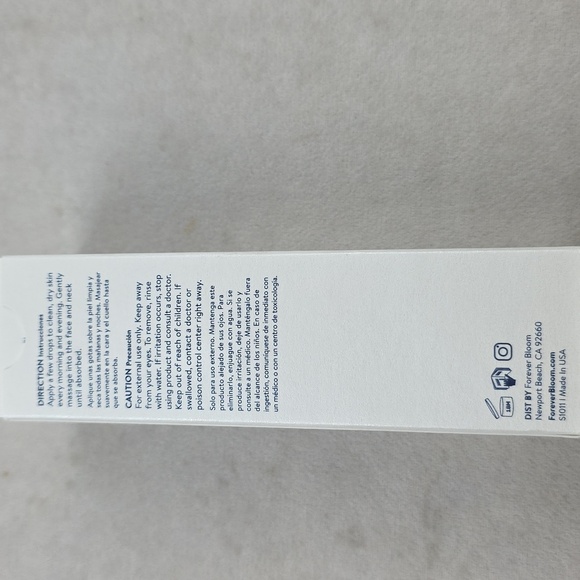 DIRECTION Instrucciones
Apply a few drops to clean, dry skin
every morning and evening. Gently
massage into the face and neck
until absorbed.
Aplique unas gotas sobre la piel limpia y
seca todas las mañanas y noches. Masajear
suavemente en la cara y el cuello hasta
que se absorba.
CAUTION Precaución
For external use only. Keep away
from your eyes. To remove, rinse
with water. If irritation occurs, stop
using product and consult a doctor.
Keep out of reach of children. If
swallowed, contact a doctor or
poison control center right away.
Solo para uso externo. Mantenga este
producto alejado de sus ojos. Para
eliminarlo, enjuague con agua. Si se
produce irritación, deje de usarlo y
consulte a un médico. Manténgalo fuera
del alcance de los niños. En caso de
ingestión, comuníquese de inmediato con
un médico o con un centro de toxicología.
18M
DIST BY Forever Bloom
Newport Beach, CA 92660
ForeverBloom.com
S1011 | Made In USA